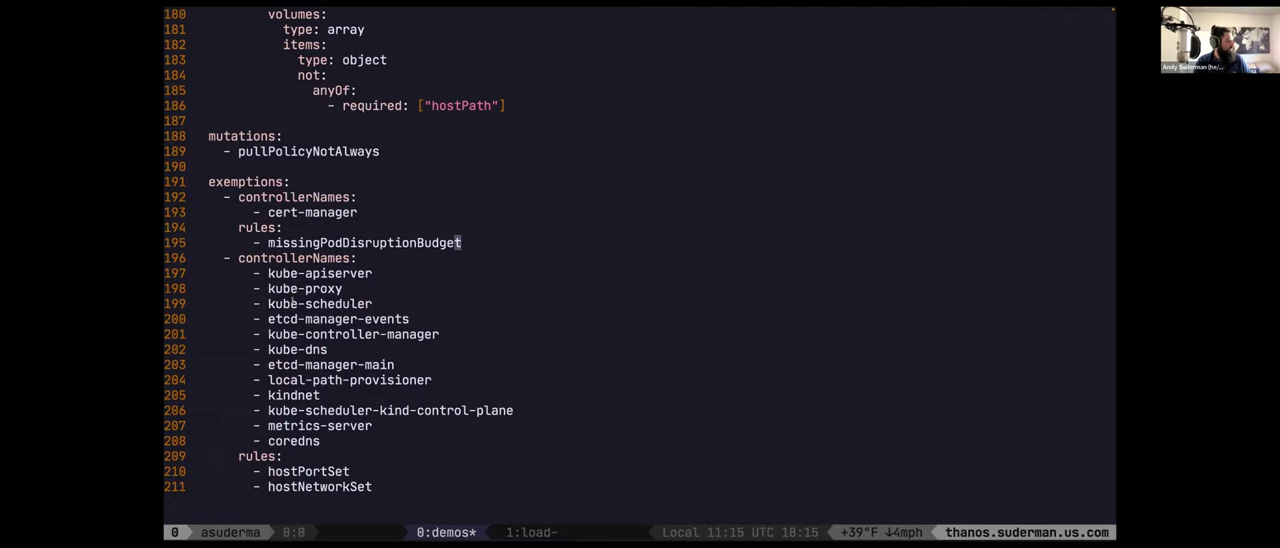 180 volumes:
181 type: array
182 items:
183 type: object
184 not:
185 anyOf:
186 - required: ["hostPath"]
187
188 mutations:
189 - pullPolicyNotAlways
190
191 exemptions:
192 - controllerNames:
193 - cert-manager
194 rules:
195 - missingPodDisruptionBudget
196 - controllerNames:
197 - kube-apiserver
198 - kube-proxy
199 - kube-scheduler
200 - etcd-manager-events
201 - kube-controller-manager
202 - kube-dns
203 - etcd-manager-main
204 - local-path-provisioner
205 - kindnet
206 - kube-scheduler-kind-control-plane
207 - metrics-server
208 - coredns
209 rules:
210 - hostPortSet
211 - hostNetworkSet
0 asuderma 0:0 0:demos* 1:load- Local 11:15 UTC 18:15 +39°F ↓4mph thanos.suderman.us.com
Andy Suderman (he/...